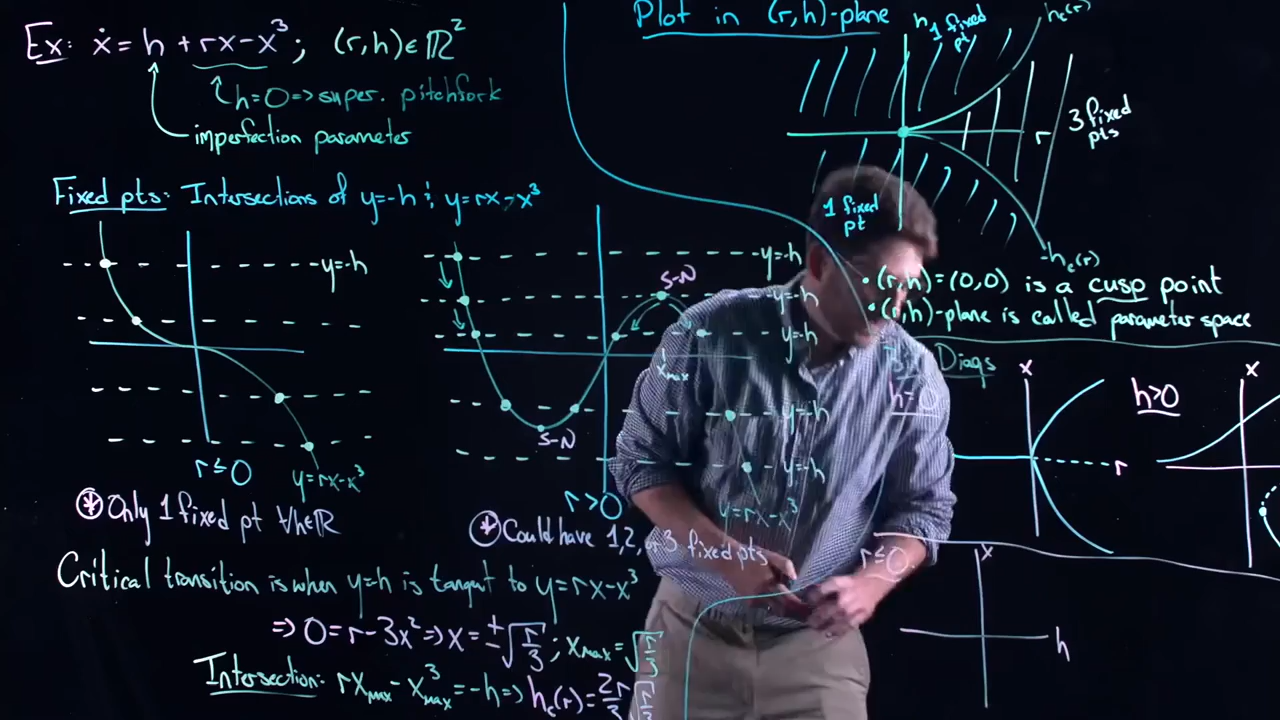 Ex: ẋ = h + rx - x³ ; (r,h) ∈ ℝ²
h=0 => super. pitchfork
imperfection parameter
Fixed pts: Intersections of y=-h & y=rx-x³
y=-h
r≤0
y=rx-x³
⊛ Only 1 fixed pt ∀h∈ℝ
y=-h
S-N
y=-h
y=-h
x_max
y=-h
S-N
y=-h
r>0
y=rx-x³
⊛ Could have 1,2, or 3 fixed pts
Critical transition is when y=h is tangent to y=rx-x³
=> 0=r-3x² => x=±√(r/3) ; x_max=√(r/3)
Intersection: rx_max - x³_max = -h => h_c(r) = 2r/3 √(r/3)
Plot in (r,h)-plane
h
1 fixed pt
h_c(r)
r
3 fixed pts
1 fixed pt
-h_c(r)
• (r,h)=(0,0) is a cusp point
• (r,h)-plane is called parameter space
Bif Diags
h=0
x
r
h>0
x
r≤0
x
h